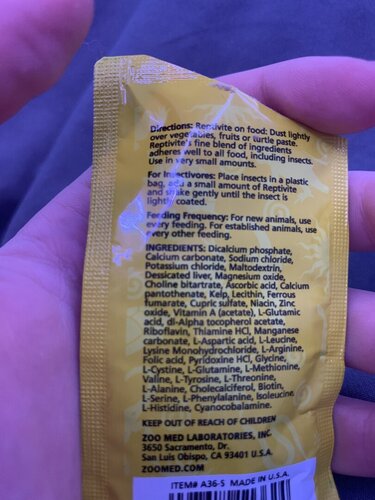 Directions: Reptivite on food: Dust lightly
over vegetables, fruits or turtle paste.
Reptivite's fine blend of ingredients
adheres well to all food, including insects.
Use in very small amounts.
For Insectivores: Place insects in a plastic
bag, add a small amount of Reptivite
and shake gently until the insect is
lightly coated.
Feeding Frequency: For new animals, use
every feeding. For established animals, use
every other feeding.
INGREDIENTS: Dicalcium phosphate,
Calcium carbonate, Sodium chloride,
Potassium chloride, Maltodextrin,
Dessicated liver, Magnesium oxide,
Choline bitartrate, Ascorbic acid, Calcium
pantothenate, Kelp, Lecithin, Ferrous
fumarate, Cupric sulfate, Niacin, Zinc
oxide, Vitamin A (acetate), L-Glutamic
acid, dl-Alpha tocopherol acetate,
Riboflavin, Thiamine HCl, Manganese
carbonate, L-Aspartic acid, L-Leucine,
Lysine Monohydrochloride, L-Arginine,
Folic acid, Pyridoxine HCl, Glycine,
L-Cystine, L-Glutamine, L-Methionine,
Valine, L-Tyrosine, L-Threonine,
L-Alanine, Cholecalciferol, Biotin,
L-Serine, L-Phenylalanine, Isoleucine,
L-Histidine, Cyanocobalamine.
KEEP OUT OF REACH OF CHILDREN
ZOO MED LABORATORIES, INC.
3650 Sacramento, Dr.
San Luis Obispo, CA 93401 U.S.A.
ZOOMED.COM
ITEM# A36-S MADE IN U.S.A.